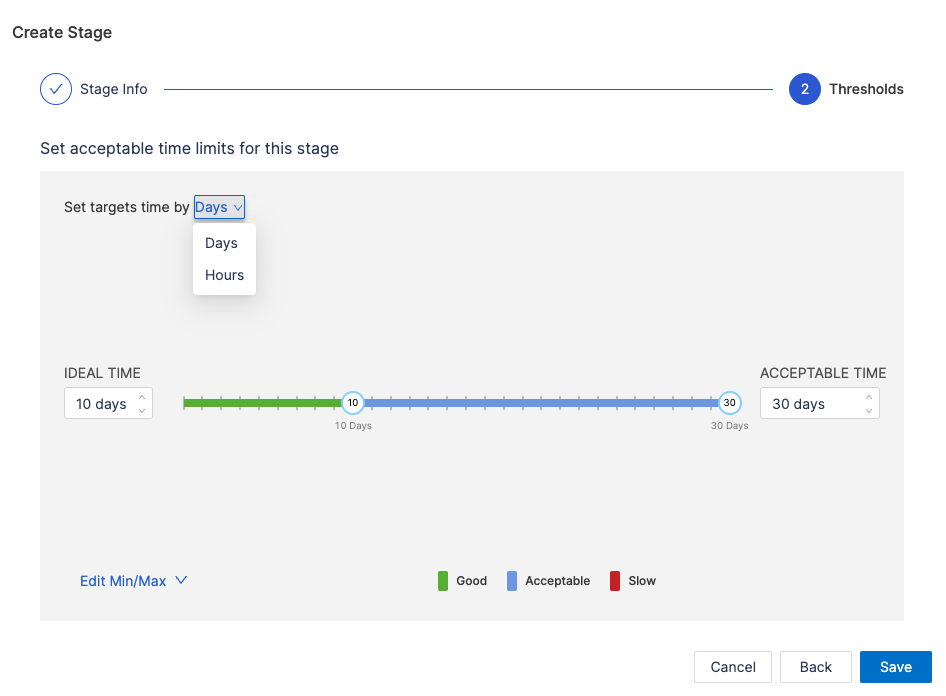 Create Stage
Stage Info
2 Thresholds
Set acceptable time limits for this stage
Set targets time by Days
Days
Hours
IDEAL TIME
ACCEPTABLE TIME
10 days
10
30
30 days
10 Days
30 Days
Edit Min/Max
Good
Acceptable
Slow
Cancel
Back
Save